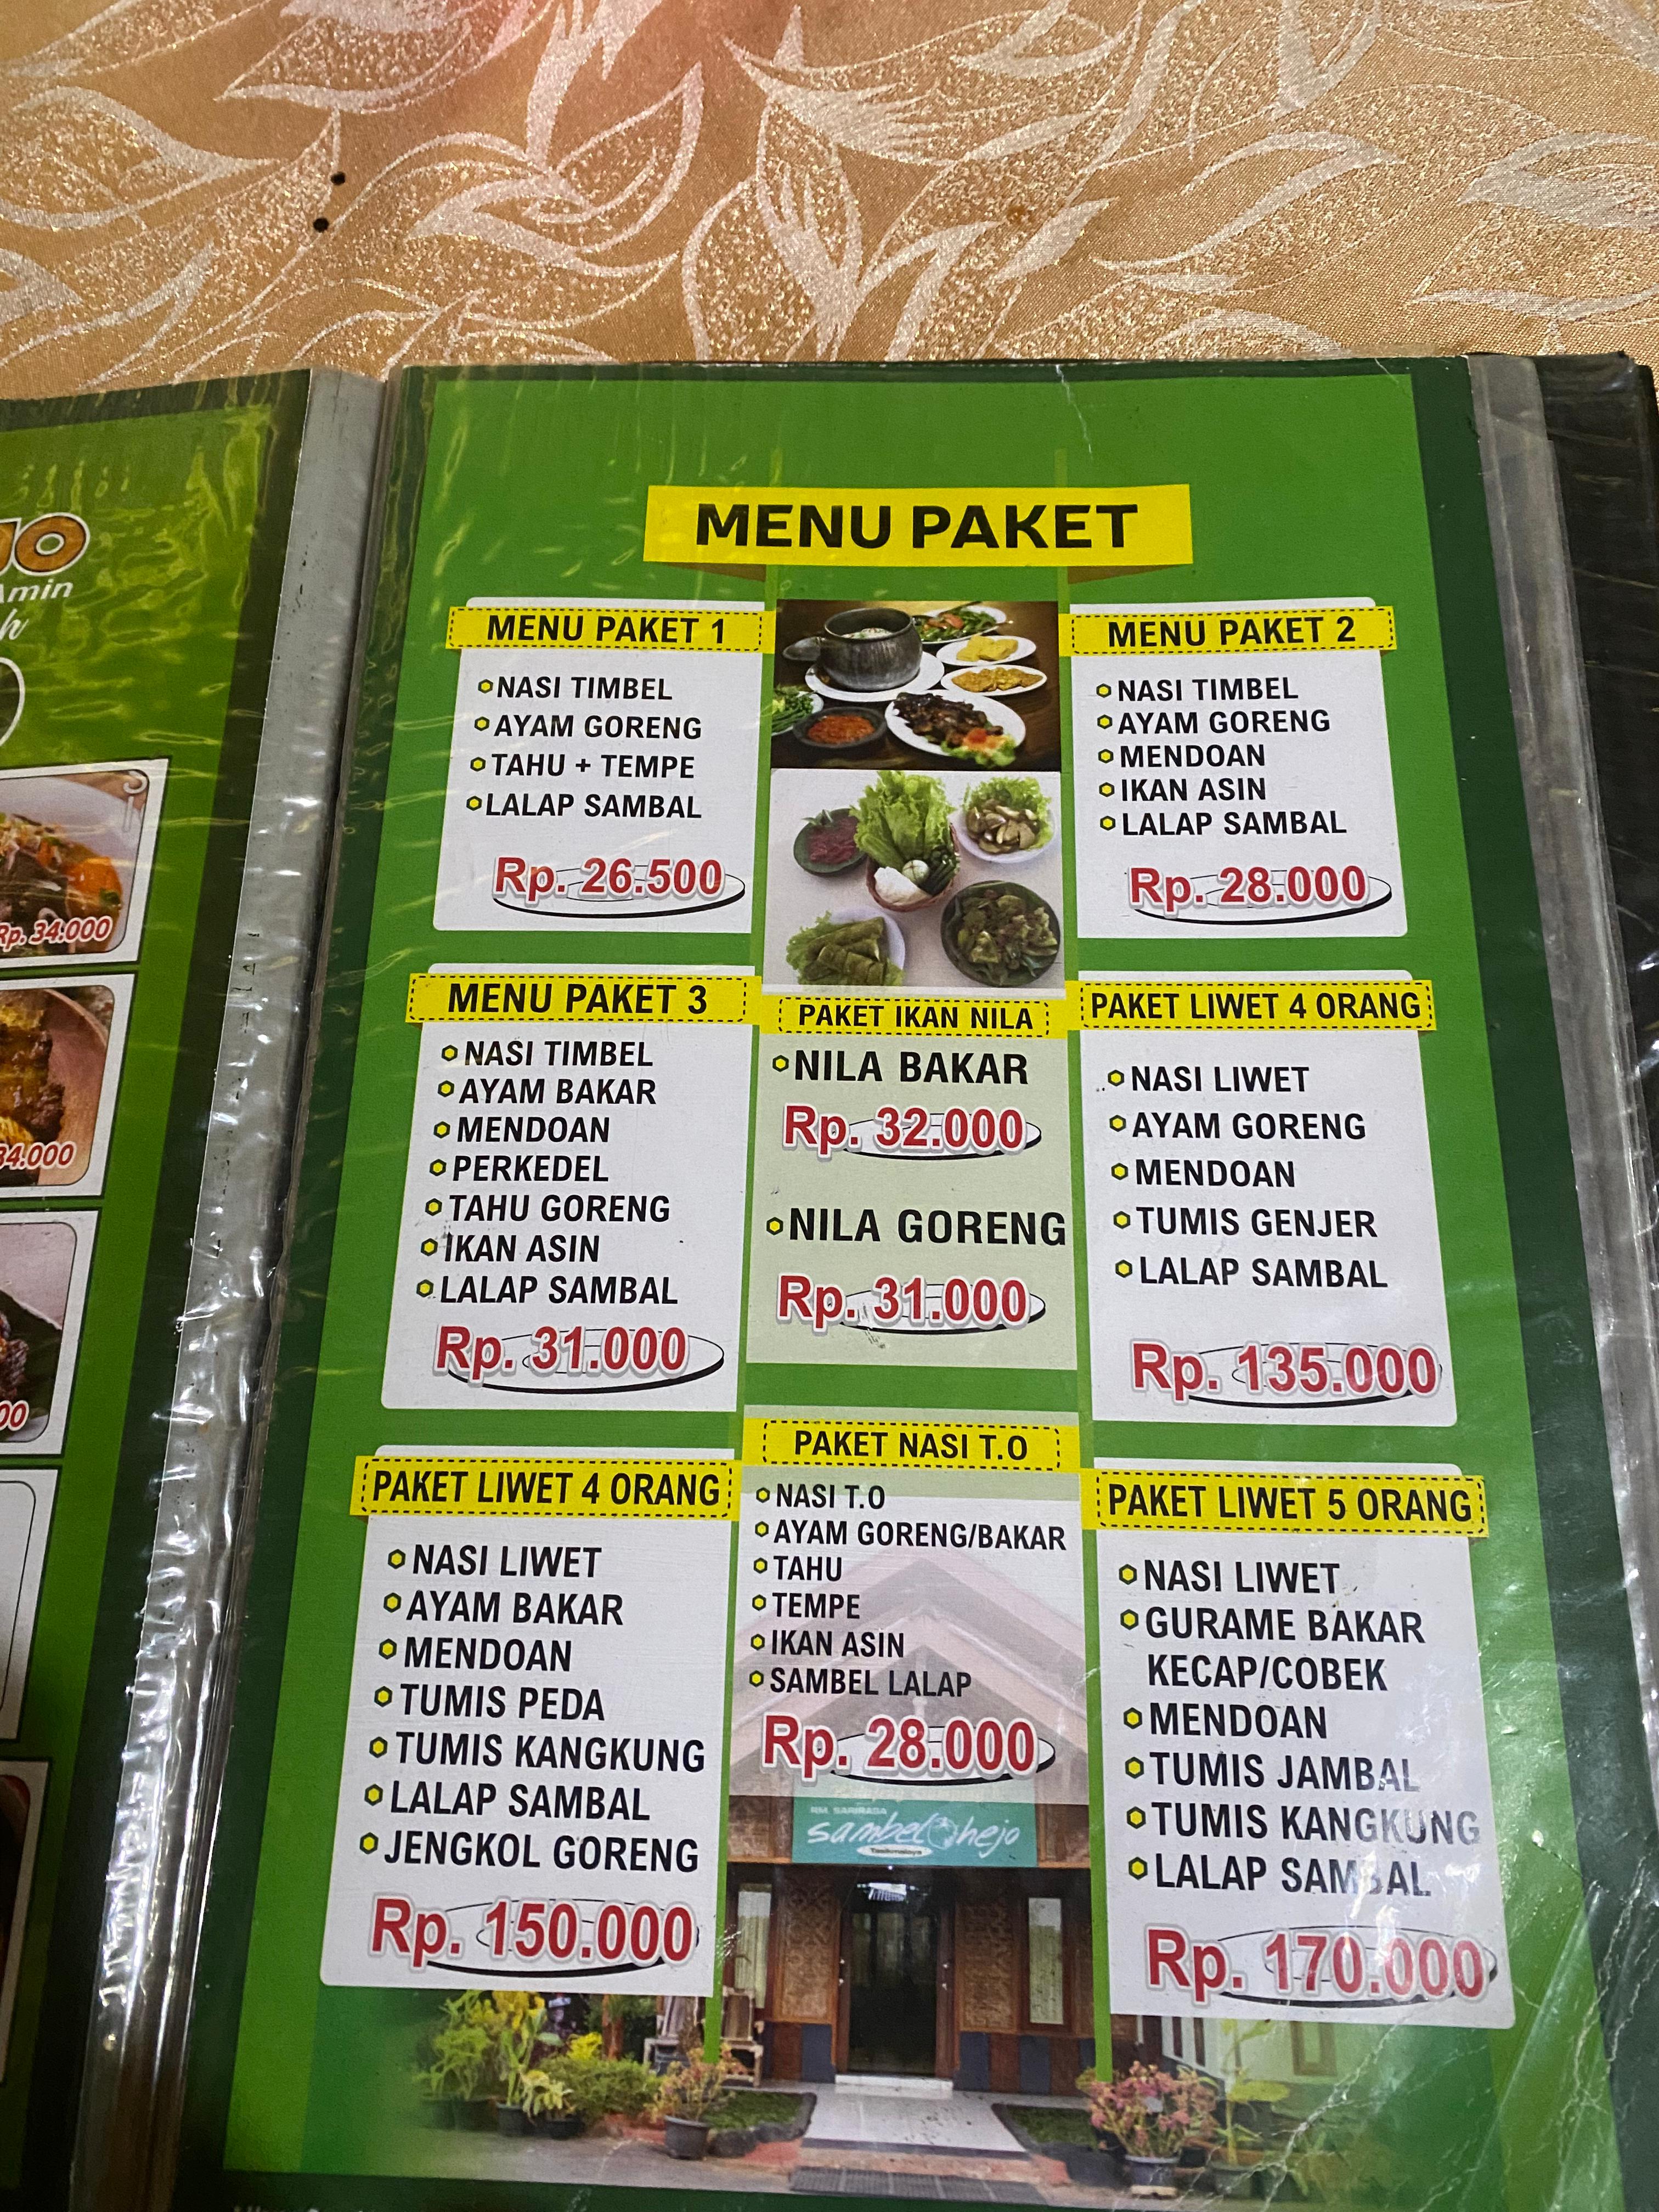 Rp. 34.000
34.000
MENU PAKET
MENU PAKET 1
NASI TIMBEL
AYAM GORENG
TAHU + TEMPE
LALAP SAMBAL
Rp. 26.500
MENU PAKET 2
NASI TIMBEL
AYAM GORENG
MENDOAN
IKAN ASIN
LALAP SAMBAL
Rp. 28.000
MENU PAKET 3
NASI TIMBEL
AYAM BAKAR
MENDOAN
PERKEDEL
TAHU GORENG
IKAN ASIN
LALAP SAMBAL
Rp. 31.000
PAKET IKAN NILA
NILA BAKAR
Rp. 32.000
NILA GORENG
Rp. 31.000
PAKET LIWET 4 ORANG
NASI LIWET
AYAM GORENG
MENDOAN
TUMIS GENJER
LALAP SAMBAL
Rp. 135.000
PAKET LIWET 4 ORANG
NASI LIWET
AYAM BAKAR
MENDOAN
TUMIS PEDA
TUMIS KANGKUNG
LALAP SAMBAL
JENGKOL GORENG
Rp. 150.000
PAKET NASI T.O
NASI T.O
AYAM GORENG/BAKAR
TAHU
TEMPE
IKAN ASIN
SAMBEL LALAP
Rp. 28.000
RM. SARIRASA
sambel hejo
Tasikmalaya
PAKET LIWET 5 ORANG
NASI LIWET
GURAME BAKAR
KECAP/COBEK
MENDOAN
TUMIS JAMBAL
TUMIS KANGKUNG
LALAP SAMBAL
Rp. 170.000